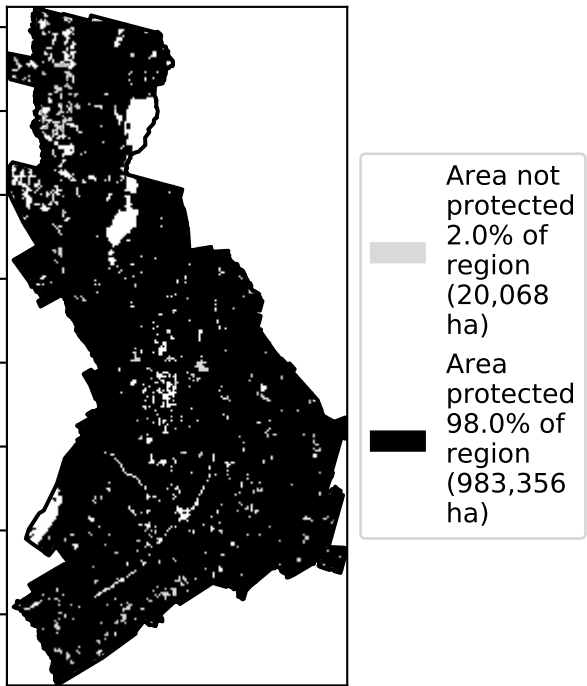 Area not
protected
2.0% of
region
(20,068
ha)
Area
protected
98.0% of
region
(983,356
ha)